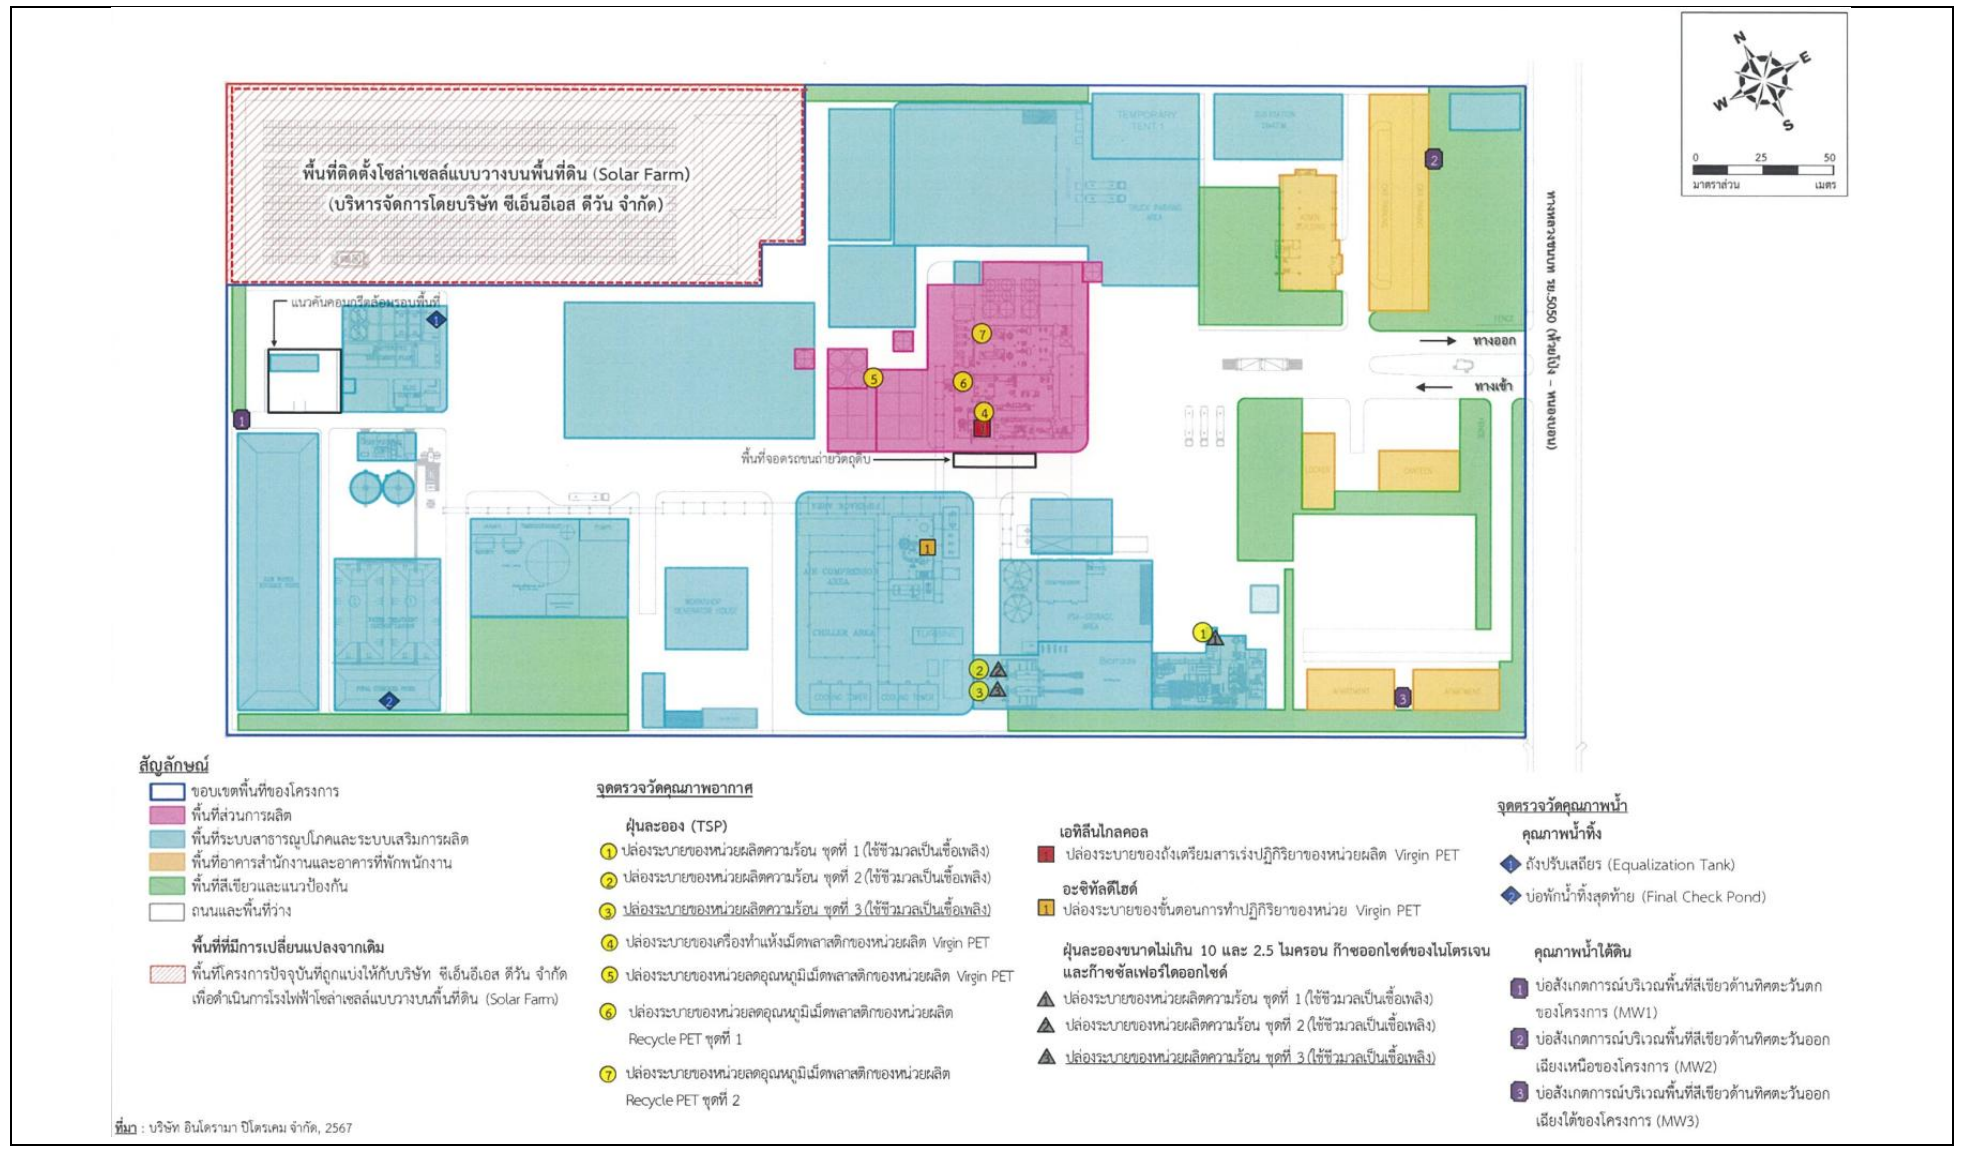 N
E
W
S
0 25 50
มาตราส่วน เมตร
พื้นที่ติดตั้งโซล่าเซลล์แบบวางบนพื้นที่ดิน (Solar Farm)
(บริหารจัดการโดยบริษัท ซีเอ็นอีเอส ดีวัน จำกัด)
TEMPORARY
TENT 1
2
ทางหลวงชนบท รย.5050 (ห้วยโป่ง – หนองบอน)
แนวคันคอนกรีตล้อมรอบพื้นที่
1
7
FENCE
ทางออก
5
6
ทางเข้า
4
1
1
พื้นที่จอดรถขนถ่ายวัตถุดิบ
LOCKER
CANTEEN
1
AIR COMPRESSOR
AREA
WORKSHOP
GENERATOR HOUSE
CHILLER AREA
TURBINE
1
2
3
Biomass
COOLING TOWER
COOLING TOWER
2
3
สัญลักษณ์
ขอบเขตพื้นที่ของโครงการ
พื้นที่ส่วนการผลิต
พื้นที่ระบบสาธารณูปโภคและระบบเสริมการผลิต
พื้นที่อาคารสำนักงานและอาคารที่พักพนักงาน
พื้นที่สีเขียวและแนวป้องกัน
ถนนและพื้นที่ว่าง
พื้นที่ที่มีการเปลี่ยนแปลงจากเดิม
พื้นที่โครงการปัจจุบันที่ถูกแบ่งให้กับบริษัท ซีเอ็นอีเอส ดีวัน จำกัด
เพื่อดำเนินการโรงไฟฟ้าโซล่าเซลล์แบบวางบนพื้นที่ดิน (Solar Farm)
จุดตรวจวัดคุณภาพอากาศ
ฝุ่นละออง (TSP)
1 ปล่องระบายของหน่วยผลิตความร้อน ชุดที่ 1 (ใช้ชีวมวลเป็นเชื้อเพลิง)
2 ปล่องระบายของหน่วยผลิตความร้อน ชุดที่ 2 (ใช้ชีวมวลเป็นเชื้อเพลิง)
3 ปล่องระบายของหน่วยผลิตความร้อน ชุดที่ 3 (ใช้ชีวมวลเป็นเชื้อเพลิง)
4 ปล่องระบายของเครื่องทำแห้งเม็ดพลาสติกของหน่วยผลิต Virgin PET
5 ปล่องระบายของหน่วยลดอุณหภูมิเม็ดพลาสติกของหน่วยผลิต Virgin PET
6 ปล่องระบายของหน่วยลดอุณหภูมิเม็ดพลาสติกของหน่วยผลิต
Recycle PET ชุดที่ 1
7 ปล่องระบายของหน่วยลดอุณหภูมิเม็ดพลาสติกของหน่วยผลิต
Recycle PET ชุดที่ 2
เอทิลีนไกลคอล
1 ปล่องระบายของถังเตรียมสารเร่งปฏิกิริยาของหน่วยผลิต Virgin PET
อะซิทัลดีไฮด์
1 ปล่องระบายของขั้นตอนการทำปฏิกิริยาของหน่วย Virgin PET
ฝุ่นละอองขนาดไม่เกิน 10 และ 2.5 ไมครอน ก๊าซออกไซด์ของไนโตรเจน
และก๊าซซัลเฟอร์ไดออกไซด์
1 ปล่องระบายของหน่วยผลิตความร้อน ชุดที่ 1 (ใช้ชีวมวลเป็นเชื้อเพลิง)
2 ปล่องระบายของหน่วยผลิตความร้อน ชุดที่ 2 (ใช้ชีวมวลเป็นเชื้อเพลิง)
3 ปล่องระบายของหน่วยผลิตความร้อน ชุดที่ 3 (ใช้ชีวมวลเป็นเชื้อเพลิง)
จุดตรวจวัดคุณภาพน้ำ
คุณภาพน้ำทิ้ง
1 ถังปรับเสถียร (Equalization Tank)
2 บ่อพักน้ำทิ้งสุดท้าย (Final Check Pond)
คุณภาพน้ำใต้ดิน
1 บ่อสังเกตการณ์บริเวณพื้นที่สีเขียวด้านทิศตะวันตก
ของโครงการ (MW1)
2 บ่อสังเกตการณ์บริเวณพื้นที่สีเขียวด้านทิศตะวันออก
เฉียงเหนือของโครงการ (MW2)
3 บ่อสังเกตการณ์บริเวณพื้นที่สีเขียวด้านทิศตะวันออก
เฉียงใต้ของโครงการ (MW3)
ที่มา : บริษัท อินโดรามา ปิโตรเคม จำกัด, 2567